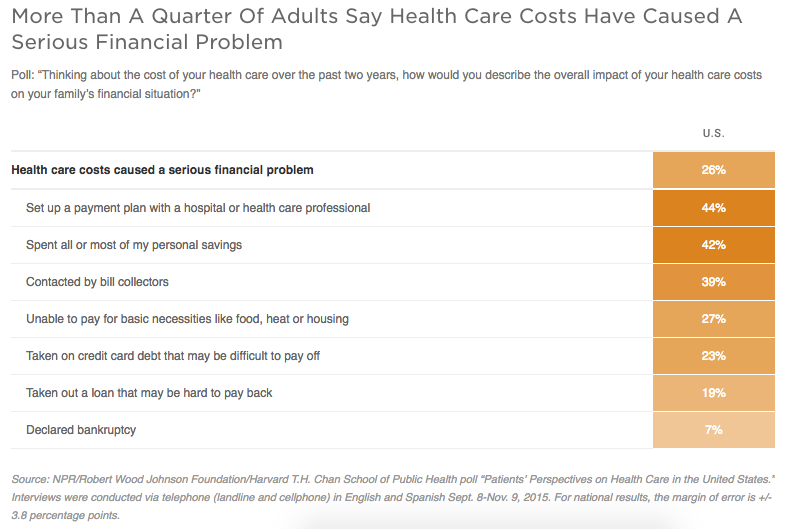 More Than A Quarter Of Adults Say Health Care Costs Have Caused A
Serious Financial Problem
Poll: “Thinking about the cost of your health care over the past two years, how would you describe the overall impact of your health care costs
on your family’s financial situation?”
U.S.
Health care costs caused a serious financial problem 26%
Set up a payment plan with a hospital or health care professional 44%
Spent all or most of my personal savings 42%
Contacted by bill collectors 39%
Unable to pay for basic necessities like food, heat or housing 27%
Taken on credit card debt that may be difficult to pay off 23%
Taken out a loan that may be hard to pay back 19%
Declared bankruptcy 7%
Source: NPR/Robert Wood Johnson Foundation/Harvard T.H. Chan School of Public Health poll “Patients’ Perspectives on Health Care in the United States.”
Interviews were conducted via telephone (landline and cellphone) in English and Spanish Sept. 8-Nov. 9, 2015. For national results, the margin of error is +/-
3.8 percentage points.